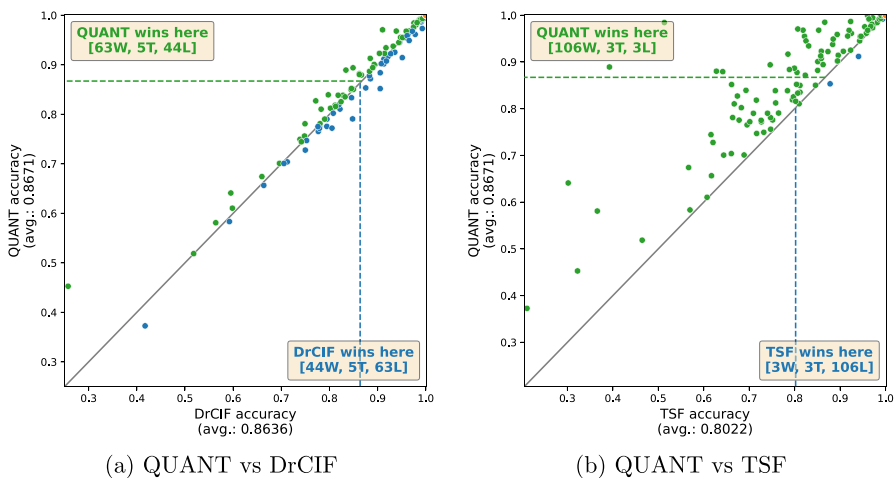 QUANT wins here
[63W, 5T, 44L]
DrCIF wins here
[44W, 5T, 63L]
1.0
0.9
0.8
0.7
0.6
0.5
0.4
0.3
QUANT accuracy
(avg.: 0.8671)
0.3 0.4 0.5 0.6 0.7 0.8 0.9 1.0
DrCIF accuracy
(avg.: 0.8636)
(a) QUANT vs DrCIF
QUANT wins here
[106W, 3T, 3L]
TSF wins here
[3W, 3T, 106L]
1.0
0.9
0.8
0.7
0.6
0.5
0.4
0.3
QUANT accuracy
(avg.: 0.8671)
0.3 0.4 0.5 0.6 0.7 0.8 0.9 1.0
TSF accuracy
(avg.: 0.8022)
(b) QUANT vs TSF